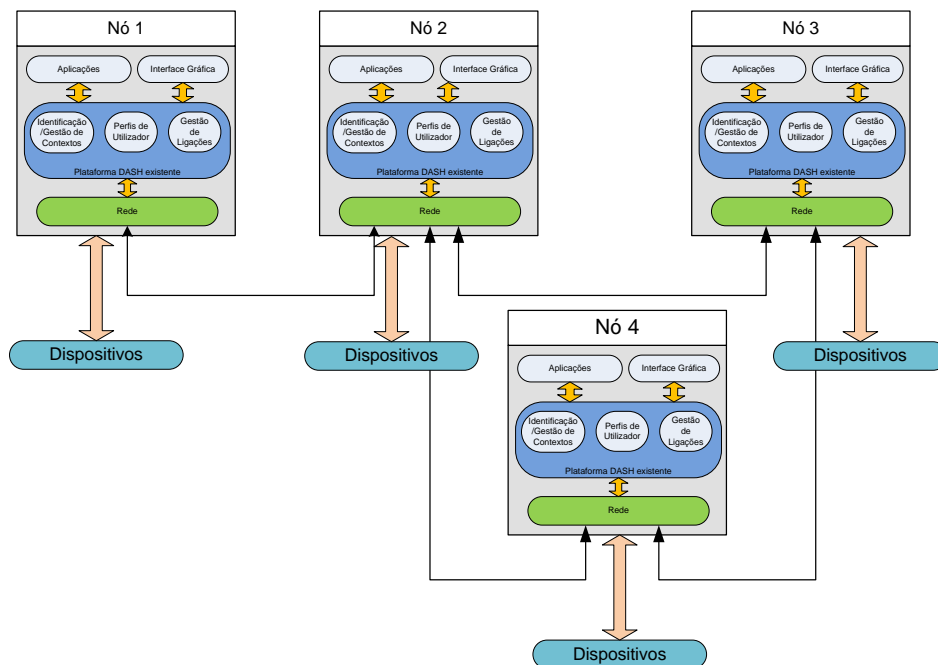 Nó 1
Aplicações
Interface Gráfica
Identificação
/Gestão de
Contextos
Perfis de
Utilizador
Gestão
de
Ligações
Plataforma DASH existente
Rede
Dispositivos
Nó 2
Aplicações
Interface Gráfica
Identificação
/Gestão de
Contextos
Perfis de
Utilizador
Gestão
de
Ligações
Plataforma DASH existente
Rede
Dispositivos
Nó 3
Aplicações
Interface Gráfica
Identificação
/Gestão de
Contextos
Perfis de
Utilizador
Gestão
de
Ligações
Plataforma DASH existente
Rede
Dispositivos
Nó 4
Aplicações
Interface Gráfica
Identificação
/Gestão de
Contextos
Perfis de
Utilizador
Gestão
de
Ligações
Plataforma DASH existente
Rede
Dispositivos